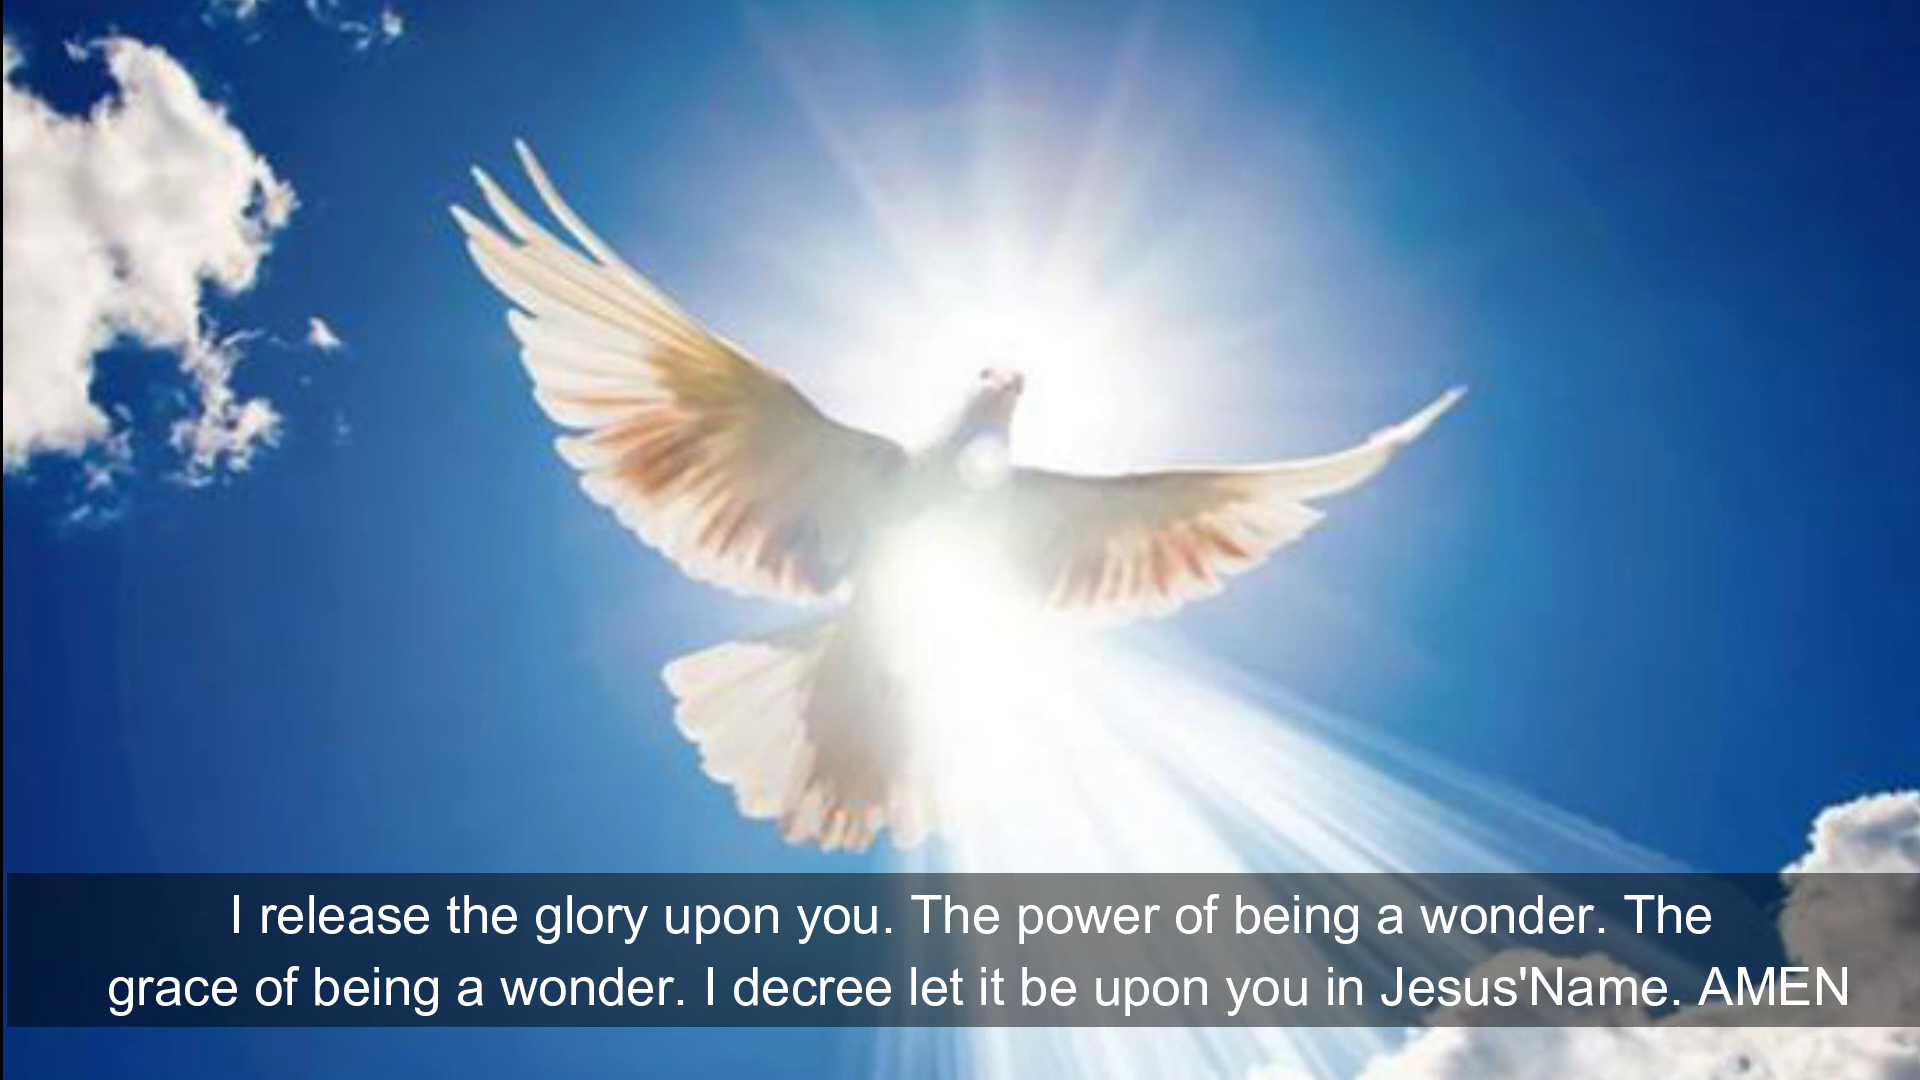 I release the glory upon you. The power of being a wonder. The
grace of being a wonder. I decree let it be upon you in Jesus'Name. AMEN